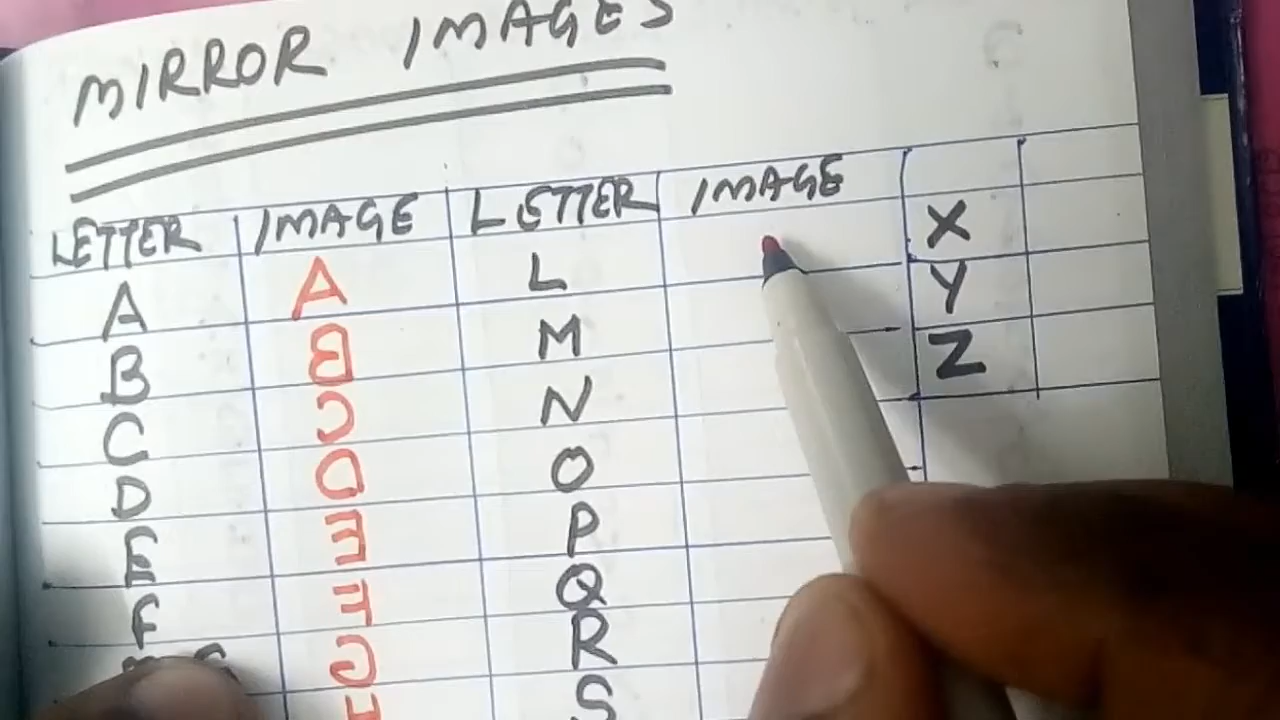 MIRROR IMAGES
LETTER IMAGE LETTER IMAGE
A A L X
B B M Y
C C N Z
D D O
E E P
F F Q
G R
S